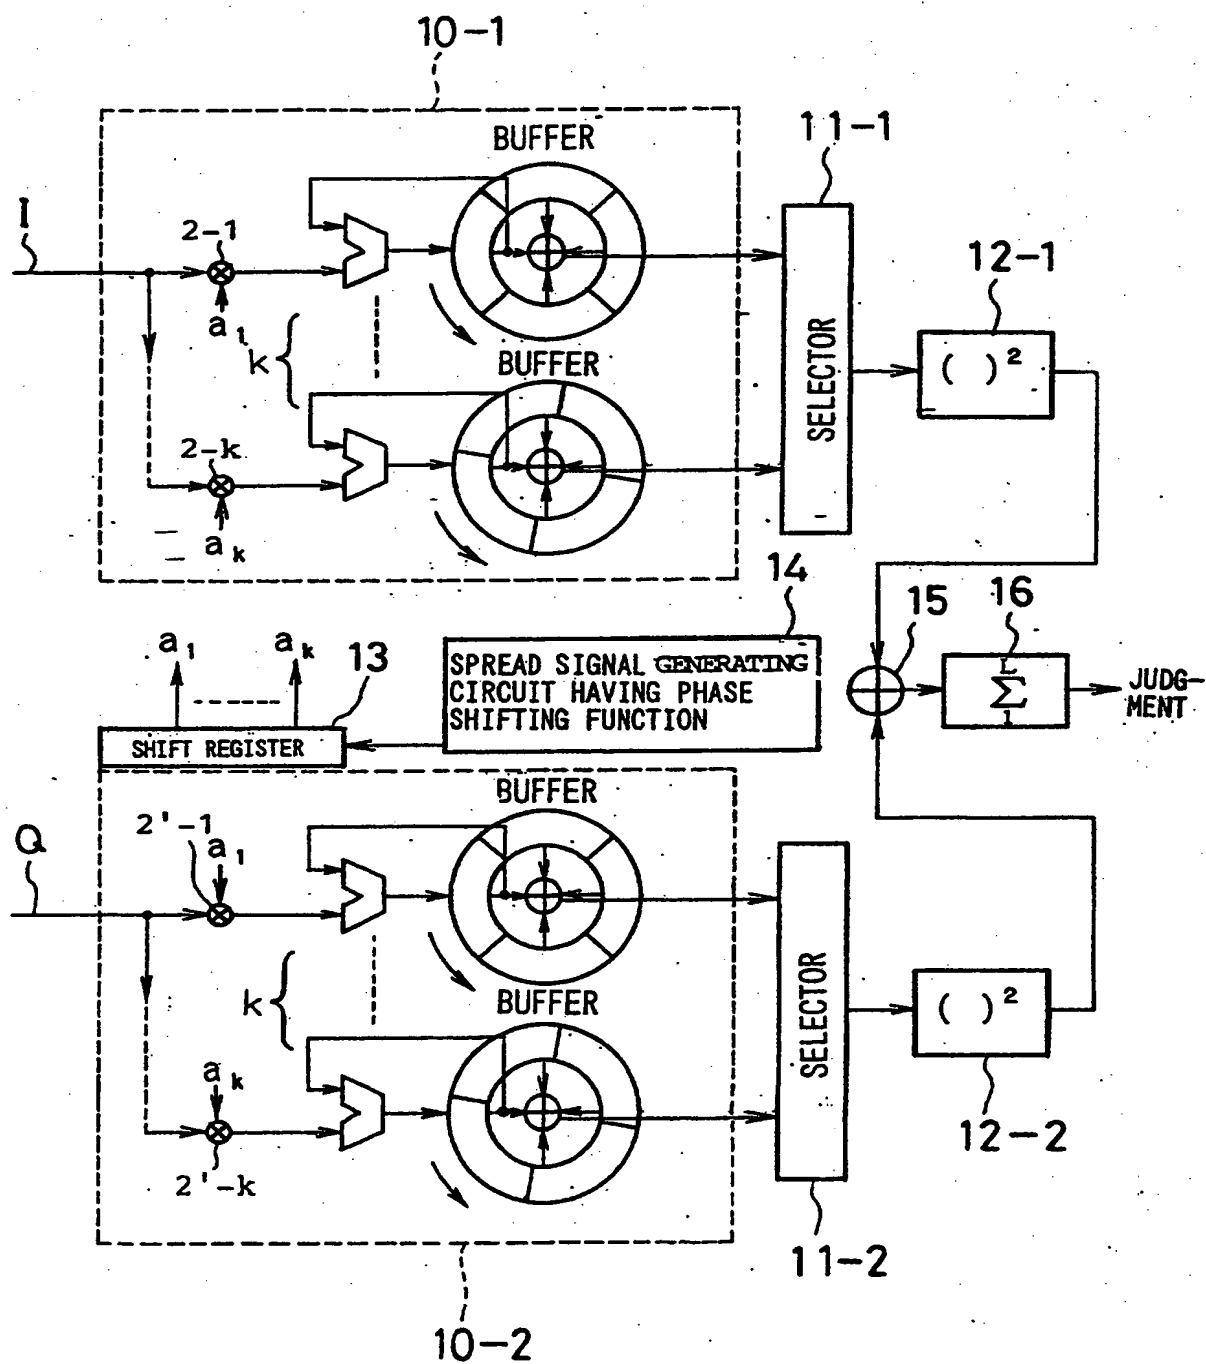 10-1
BUFFER
11-1
I
2-1
a1
12-1
k {
BUFFER
SELECTOR
( )²
2-k
ak
14
15
16
a1 ak
13
SPREAD SIGNAL GENERATING
CIRCUIT HAVING PHASE
SHIFTING FUNCTION
L
Σ
1
JUDG-
MENT
SHIFT REGISTER
BUFFER
2'-1
a1
Q
k {
BUFFER
SELECTOR
( )²
ak
2'-k
12-2
11-2
10-2